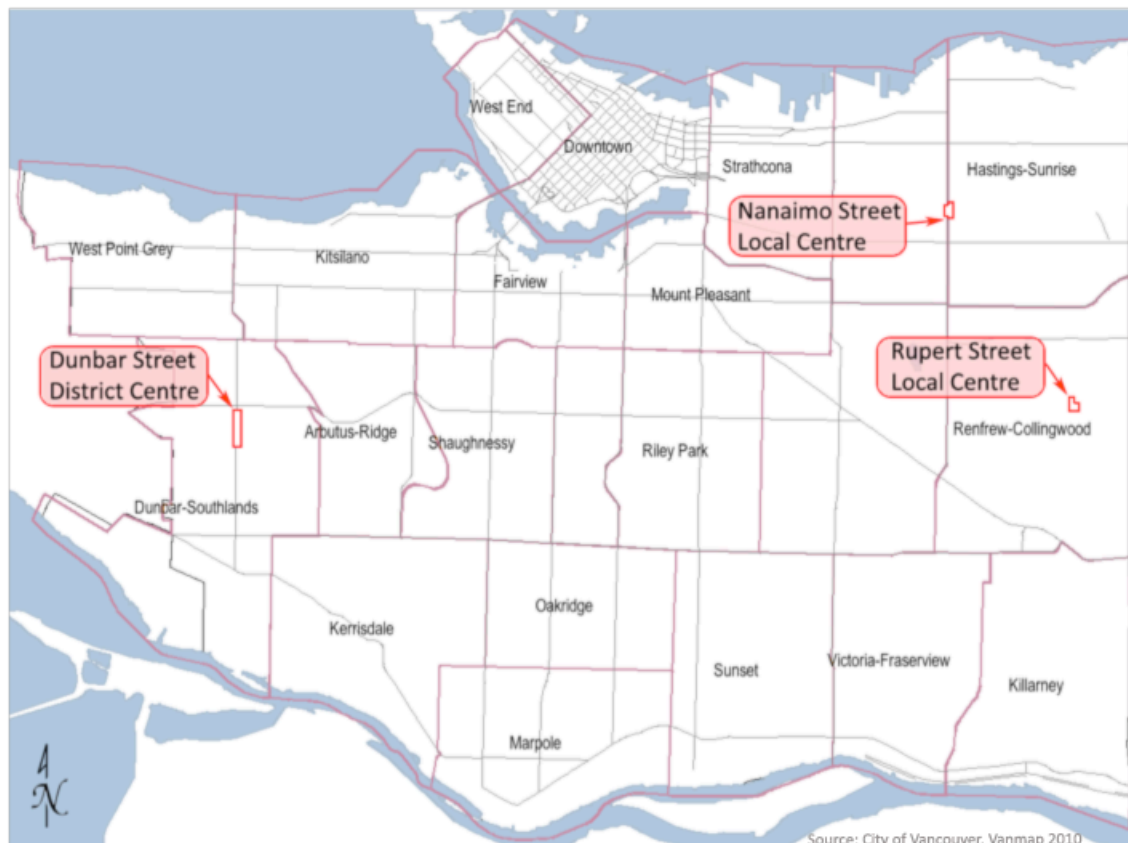 West End
Downtown
Strathcona
Hastings-Sunrise
Nanaimo Street
Local Centre
West Point Grey
Kitsilano
Fairview
Mount Pleasant
Dunbar Street
District Centre
Rupert Street
Local Centre
Arbutus-Ridge
Shaughnessy
Riley Park
Renfrew-Collingwood
Dunbar-Southlands
Oakridge
Kerrisdale
Sunset
Victoria-Fraserview
Killarney
Marpole
N
Source: City of Vancouver, Vanmap 2010